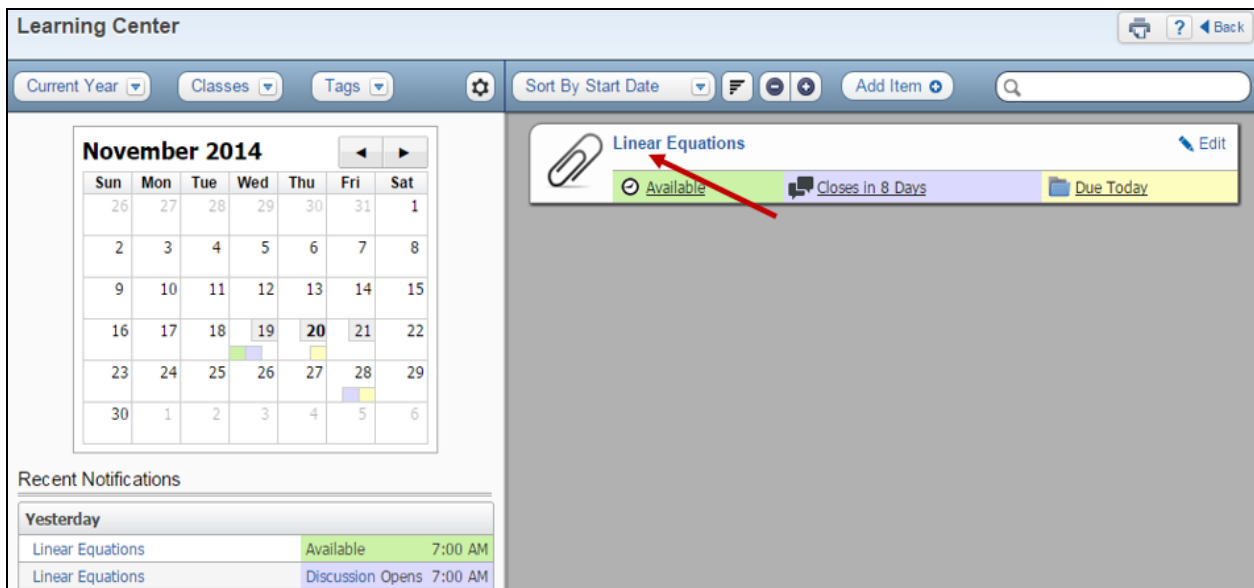 Learning Center
? Back
Current Year Classes Tags
Sort By Start Date Add Item
November 2014
Sun Mon Tue Wed Thu Fri Sat
26 27 28 29 30 31 1
2 3 4 5 6 7 8
9 10 11 12 13 14 15
16 17 18 19 20 21 22
23 24 25 26 27 28 29
30 1 2 3 4 5 6
Recent Notifications
Yesterday
Linear Equations Available 7:00 AM
Linear Equations Discussion Opens 7:00 AM
Linear Equations Edit
Available Closes in 8 Days Due Today